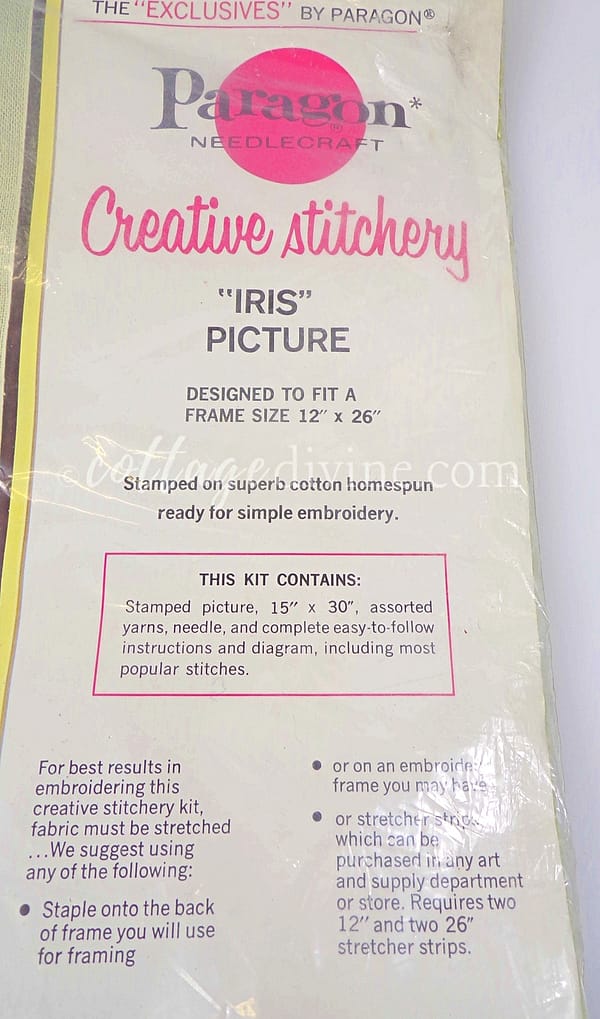 THE "EXCLUSIVES" BY PARAGON®
Paragon®*
NEEDLECRAFT
Creative stitchery
"IRIS"
PICTURE
DESIGNED TO FIT A
FRAME SIZE 12" x 26"
© cottagedivine.com
Stamped on superb cotton homespun
ready for simple embroidery.
THIS KIT CONTAINS:
Stamped picture, 15" x 30", assorted
yarns, needle, and complete easy-to-follow
instructions and diagram, including most
popular stitches.
For best results in
embroidering this
creative stitchery kit,
fabric must be stretched
...We suggest using
any of the following:
• Staple onto the back
of frame you will use
for framing
• or on an
frame you may have
• or stretcher strips
which can be
purchased in any art
and supply department
or store. Requires two
12" and two 26"
stretcher strips.